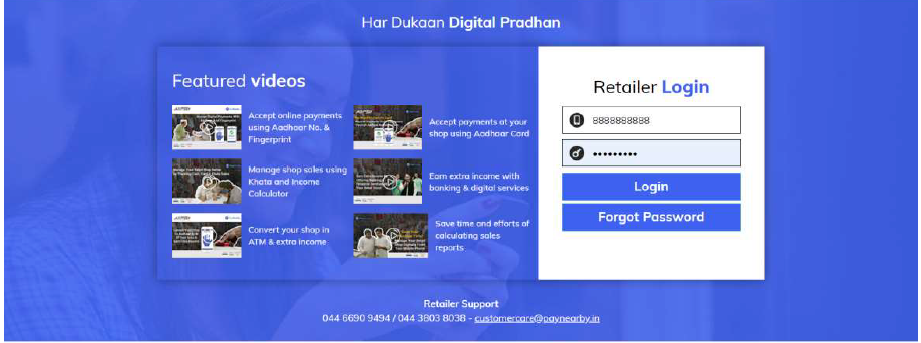 Har Dukaan Digital Pradhan
Featured videos
Accept online payments
using Aadhaar No. &
Fingerprint
Accept payments at your
shop using Aadhaar Card
Manage shop sales using
Khata and Income
Calculator
Earn extra income with
banking & digital services
Convert your shop in
ATM & extra income
Save time and efforts of
calculating sales
reports
Retailer Login
8888888888
•••••••••
Login
Forgot Password
Retailer Support
044 6690 9494 / 044 3803 8038 - customercare@paynearby.in